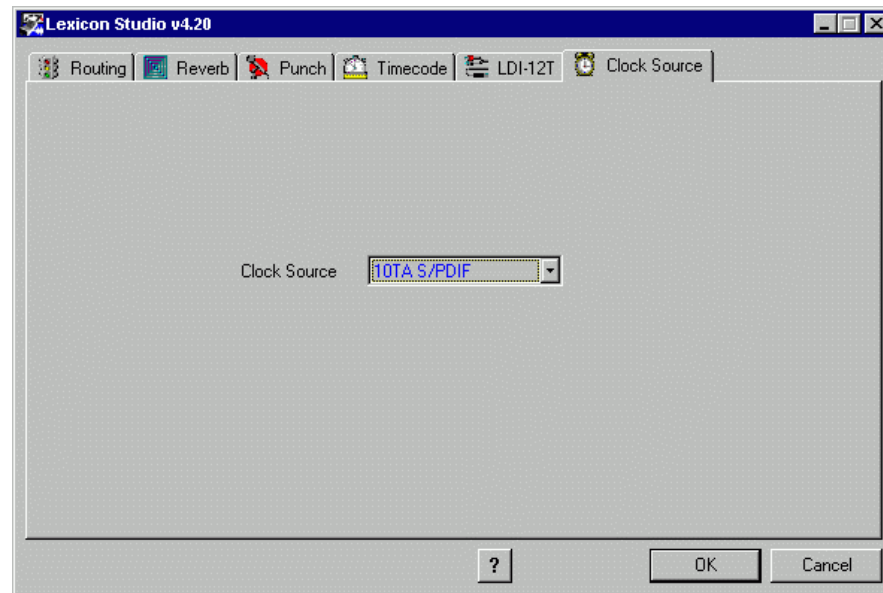 Lexicon Studio v4.20
Routing Reverb Punch Timecode LDI-12T Clock Source
Clock Source 10TA S/PDIF
? OK Cancel